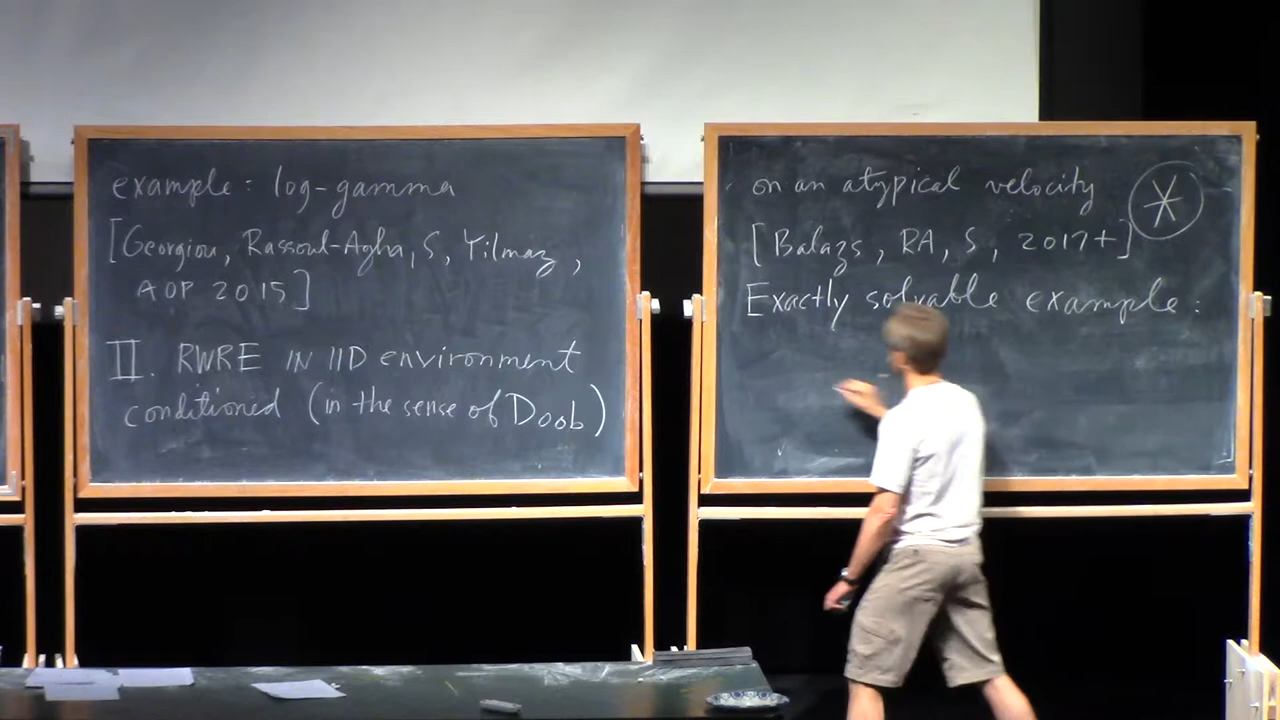 example: log-gamma
[Georgiou, Rassoul-Agha, S, Yilmaz,
AOP 2015]
II. RWRE IN IID environment
conditioned (in the sense of Doob)
on an atypical velocity
[Balazs, RA, S, 2017+]
Exactly solvable example: